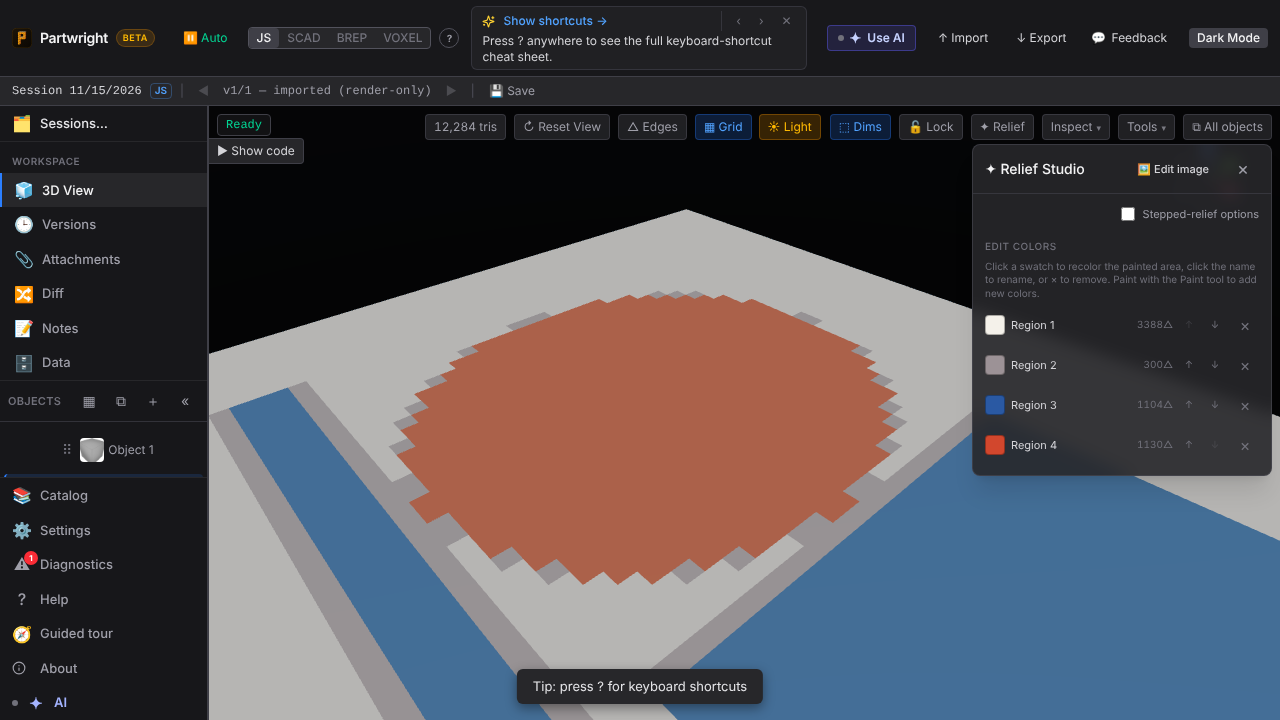 Partwright BETA
⏸ Auto
JS SCAD BREP VOXEL ?
Show shortcuts →
Press ? anywhere to see the full keyboard-shortcut
cheat sheet.
Use AI
↑ Import
↓ Export
Feedback
Dark Mode
Session 11/15/2026 JS
v1/1 — imported (render-only)
Save
Sessions...
WORKSPACE
3D View
Versions
Attachments
Diff
Notes
Data
OBJECTS
Object 1
Catalog
Settings
Diagnostics 1
Help
Guided tour
About
AI
Ready
▶ Show code
12,284 tris
↻ Reset View
△ Edges
Grid
Light
Dims
Lock
✦ Relief
Inspect ▾
Tools ▾
All objects
✦ Relief Studio
Edit image
✕
Stepped-relief options
EDIT COLORS
Click a swatch to recolor the painted area, click the name
to rename, or × to remove. Paint with the Paint tool to add
new colors.
Region 1 3388△ ↑ ↓ ×
Region 2 300△ ↑ ↓ ×
Region 3 1104△ ↑ ↓ ×
Region 4 1130△ ↑ ↓ ×
Tip: press ? for keyboard shortcuts